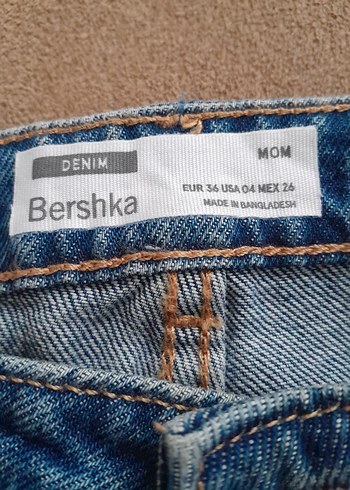 DENIM
MOM
Bershka
EUR 36 USA 04 MEX 26
MADE IN BANGLADESH